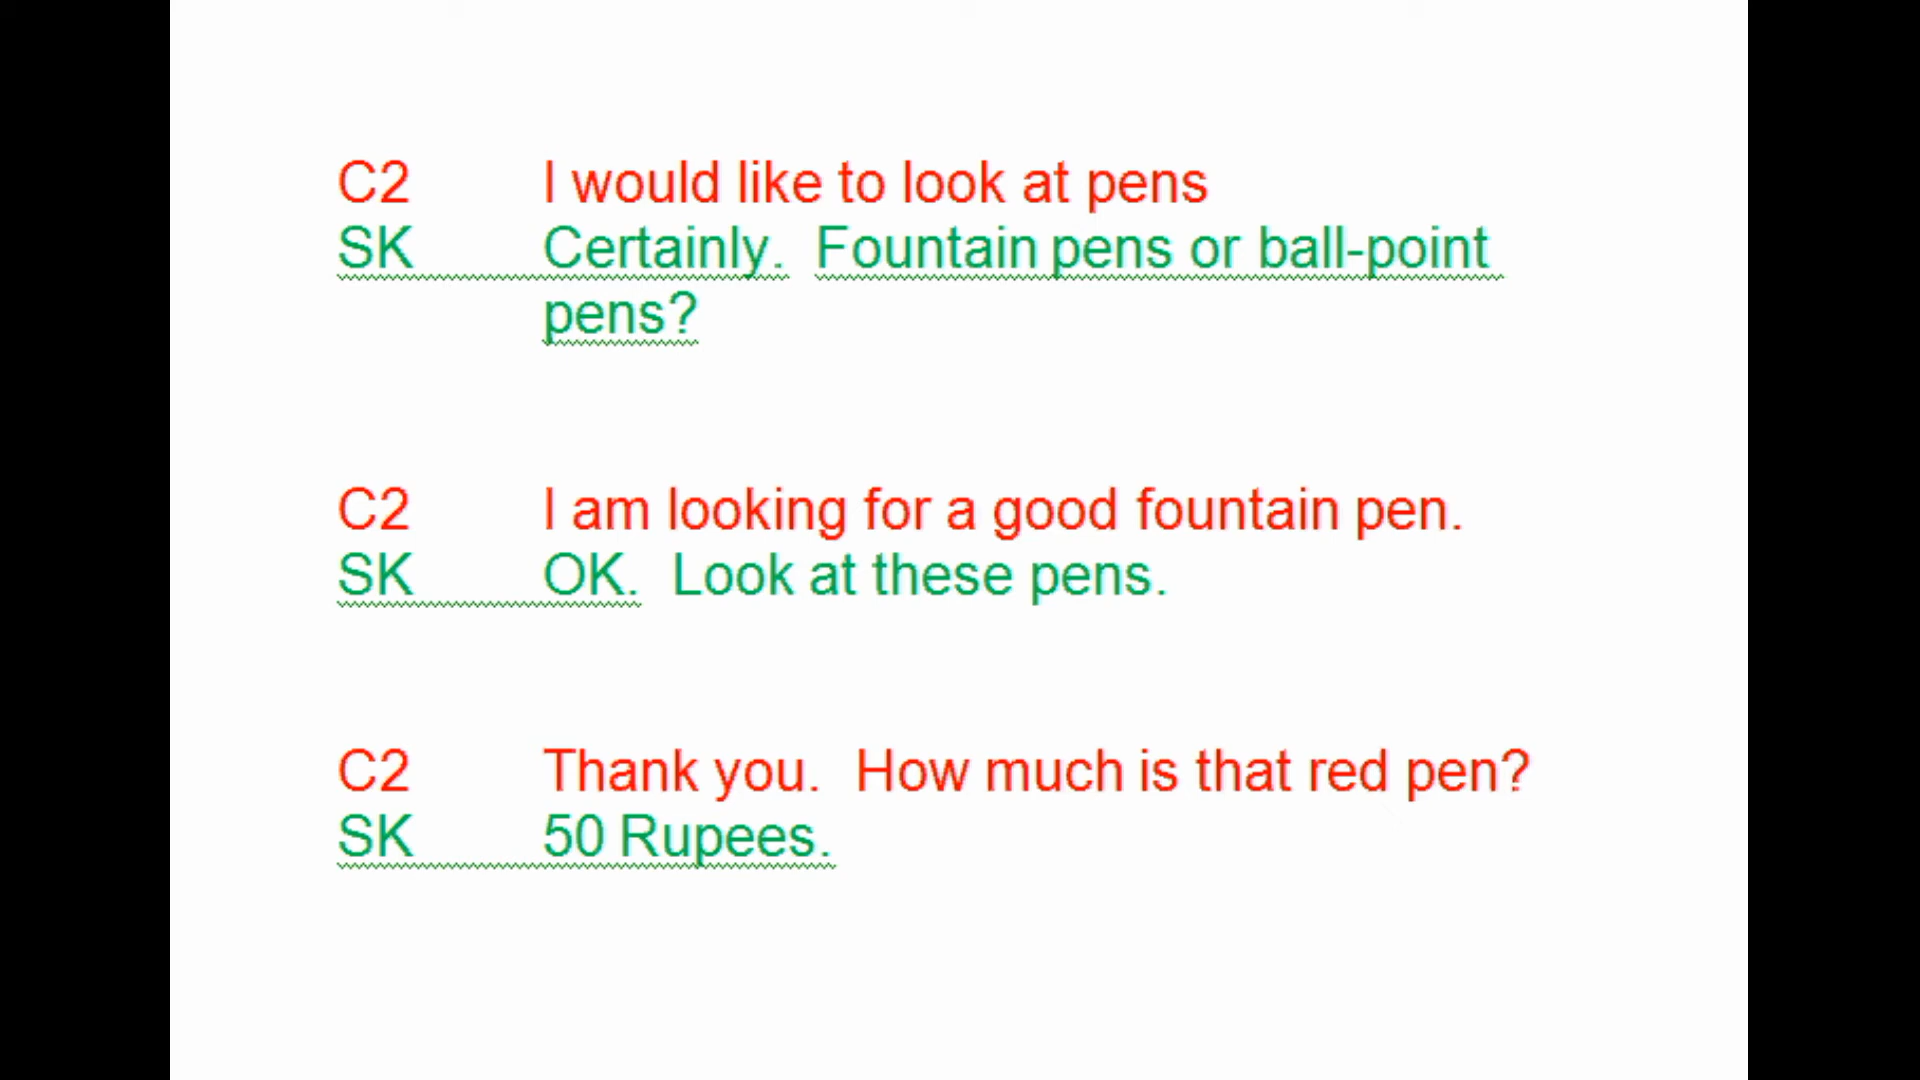 C2 I would like to look at pens
SK Certainly. Fountain pens or ball-point
pens?
C2 I am looking for a good fountain pen.
SK OK. Look at these pens.
C2 Thank you. How much is that red pen?
SK 50 Rupees.